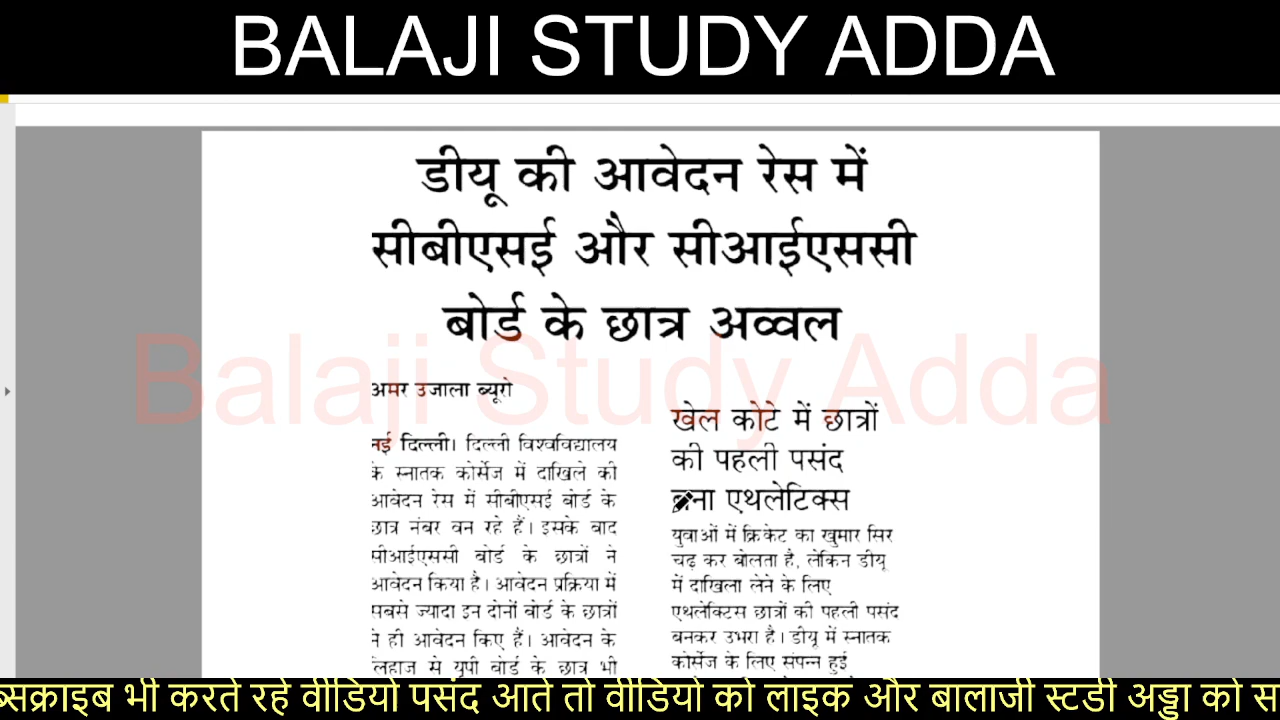 BALAJI STUDY ADDA
डीयू की आवेदन रेस में
सीबीएसई और सीआईएससी
बोर्ड के छात्र अव्वल
Balaji Study Adda
अमर उजाला ब्यूरो
नई दिल्ली। दिल्ली विश्वविद्यालय
के स्नातक कोर्सेज में दाखिले की
आवेदन रेस में सीबीएसई बोर्ड के
छात्र नंबर वन रहे हैं। इसके बाद
सीआईएससी बोर्ड के छात्रों ने
आवेदन किया है। आवेदन प्रक्रिया में
सबसे ज्यादा इन दोनों बोर्ड के छात्रों
ने ही आवेदन किए हैं। आवेदन के
लिहाज से यूपी बोर्ड के छात्र भी
खेल कोटे में छात्रों
की पहली पसंद
बना एथलेटिक्स
युवाओं में क्रिकेट का खुमार सिर
चढ़ कर बोलता है, लेकिन डीयू
में दाखिला लेने के लिए
एथलेक्टिस छात्रों की पहली पसंद
बनकर उभरा है। डीयू में स्नातक
कोर्सेज के लिए संपन्न हुई
ब्सक्राइब भी करते रहे वीडियो पसंद आते तो वीडियो को लाइक और बालाजी स्टडी अड्डा को स